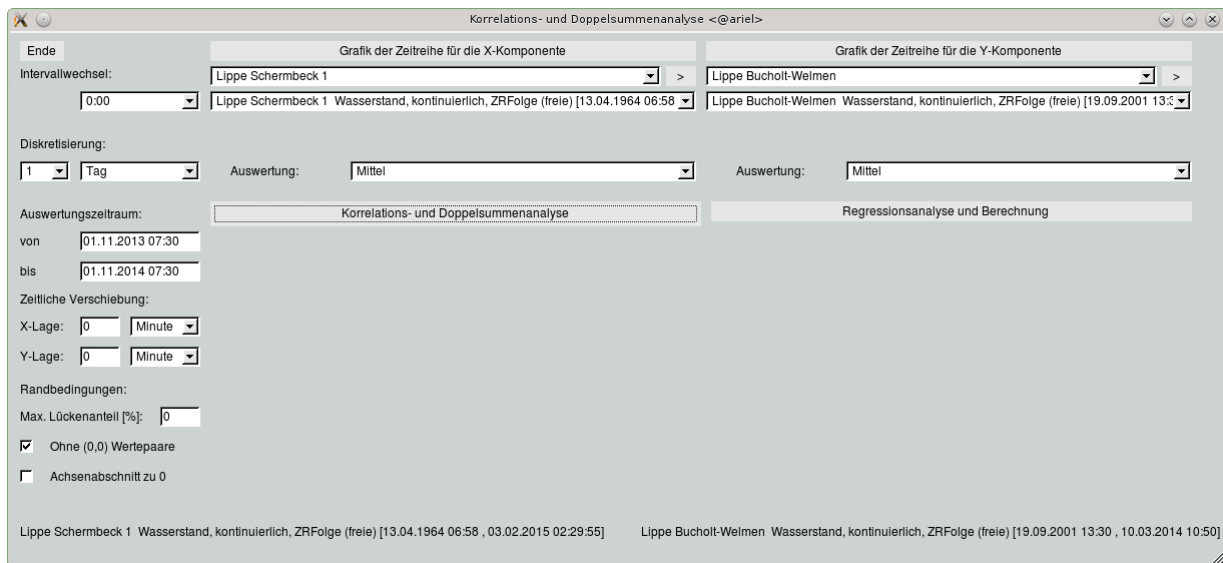 Korrelations- und Doppelsummenanalyse <@ariel>
Ende
Grafik der Zeitreihe für die X-Komponente
Grafik der Zeitreihe für die Y-Komponente
Intervallwechsel:
Lippe Schermbeck 1
>
Lippe Bucholt-Welmen
>
0:00
Lippe Schermbeck 1 Wasserstand, kontinuierlich, ZRFolge (freie) [13.04.1964 06:58
Lippe Bucholt-Welmen Wasserstand, kontinuierlich, ZRFolge (freie) [19.09.2001 13:3
Diskretisierung:
1
Tag
Auswertung:
Mittel
Auswertung:
Mittel
Auswertungszeitraum:
Korrelations- und Doppelsummenanalyse
Regressionsanalyse und Berechnung
von
01.11.2013 07:30
bis
01.11.2014 07:30
Zeitliche Verschiebung:
X-Lage:
0
Minute
Y-Lage:
0
Minute
Randbedingungen:
Max. Lückenanteil [%]:
0
Ohne (0,0) Wertepaare
Achsenabschnitt zu 0
Lippe Schermbeck 1 Wasserstand, kontinuierlich, ZRFolge (freie) [13.04.1964 06:58 , 03.02.2015 02:29:55]
Lippe Bucholt-Welmen Wasserstand, kontinuierlich, ZRFolge (freie) [19.09.2001 13:30 , 10.03.2014 10:50]